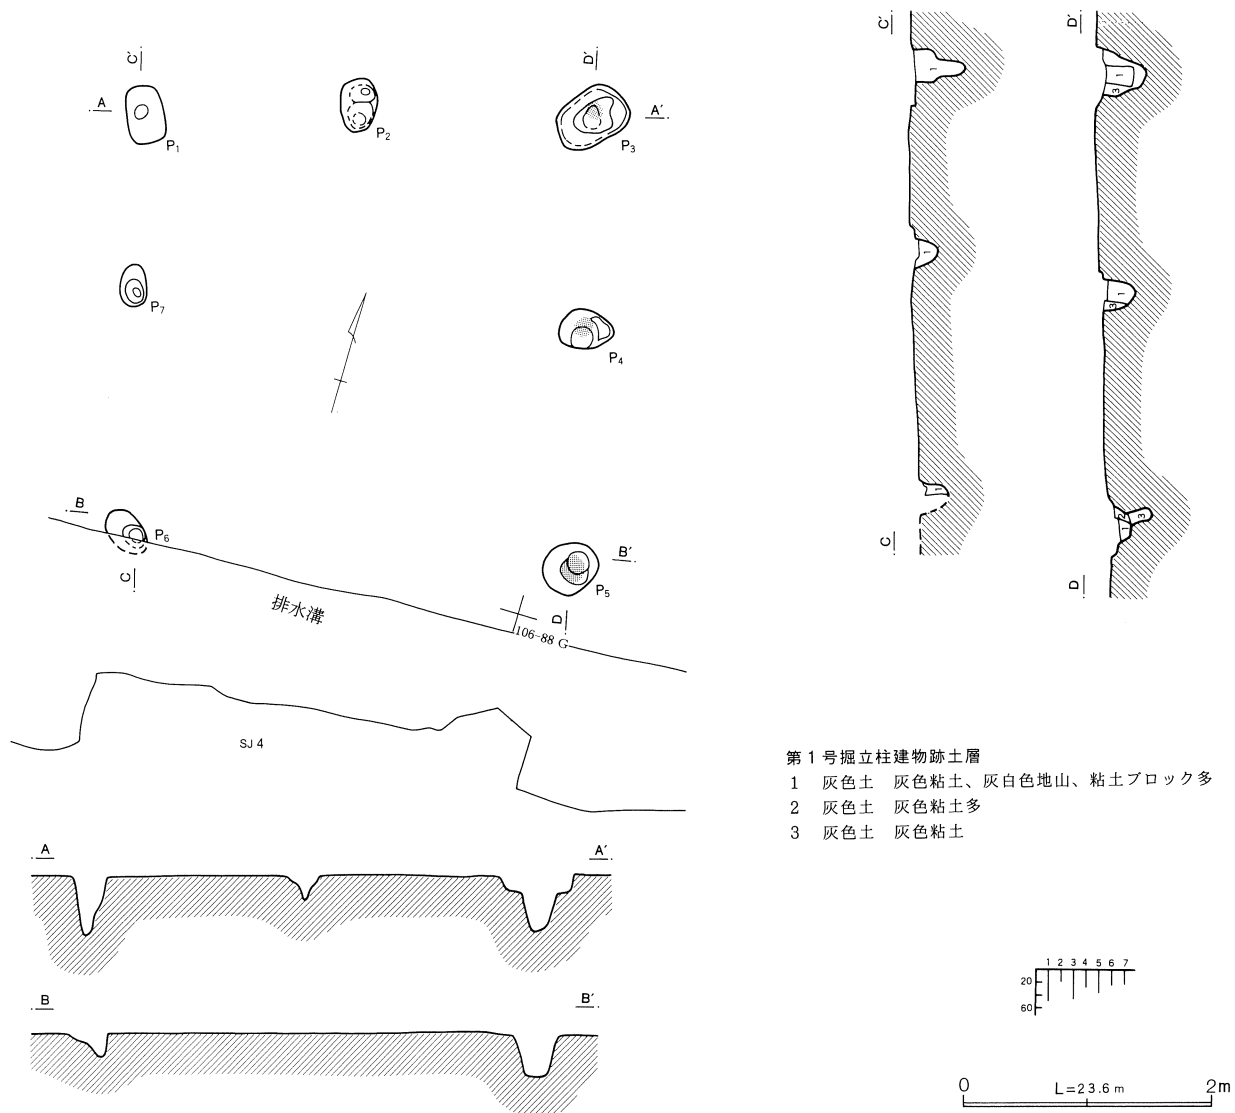 C'
D'
A
A'
P1
P2
P3
P7
P4
B
P6
C
B'
P5
D
排水溝
106-88 G
SJ 4
C'
D'
1
1
3
1
1
3
1
2
3
1
C
D
第1号掘立柱建物跡土層
1 灰色土 灰色粘土、灰白色地山、粘土ブロック多
2 灰色土 灰色粘土多
3 灰色土 灰色粘土
A
A'
B
B'
1 2 3 4 5 6 7
20
60
0 L=23.6m 2m